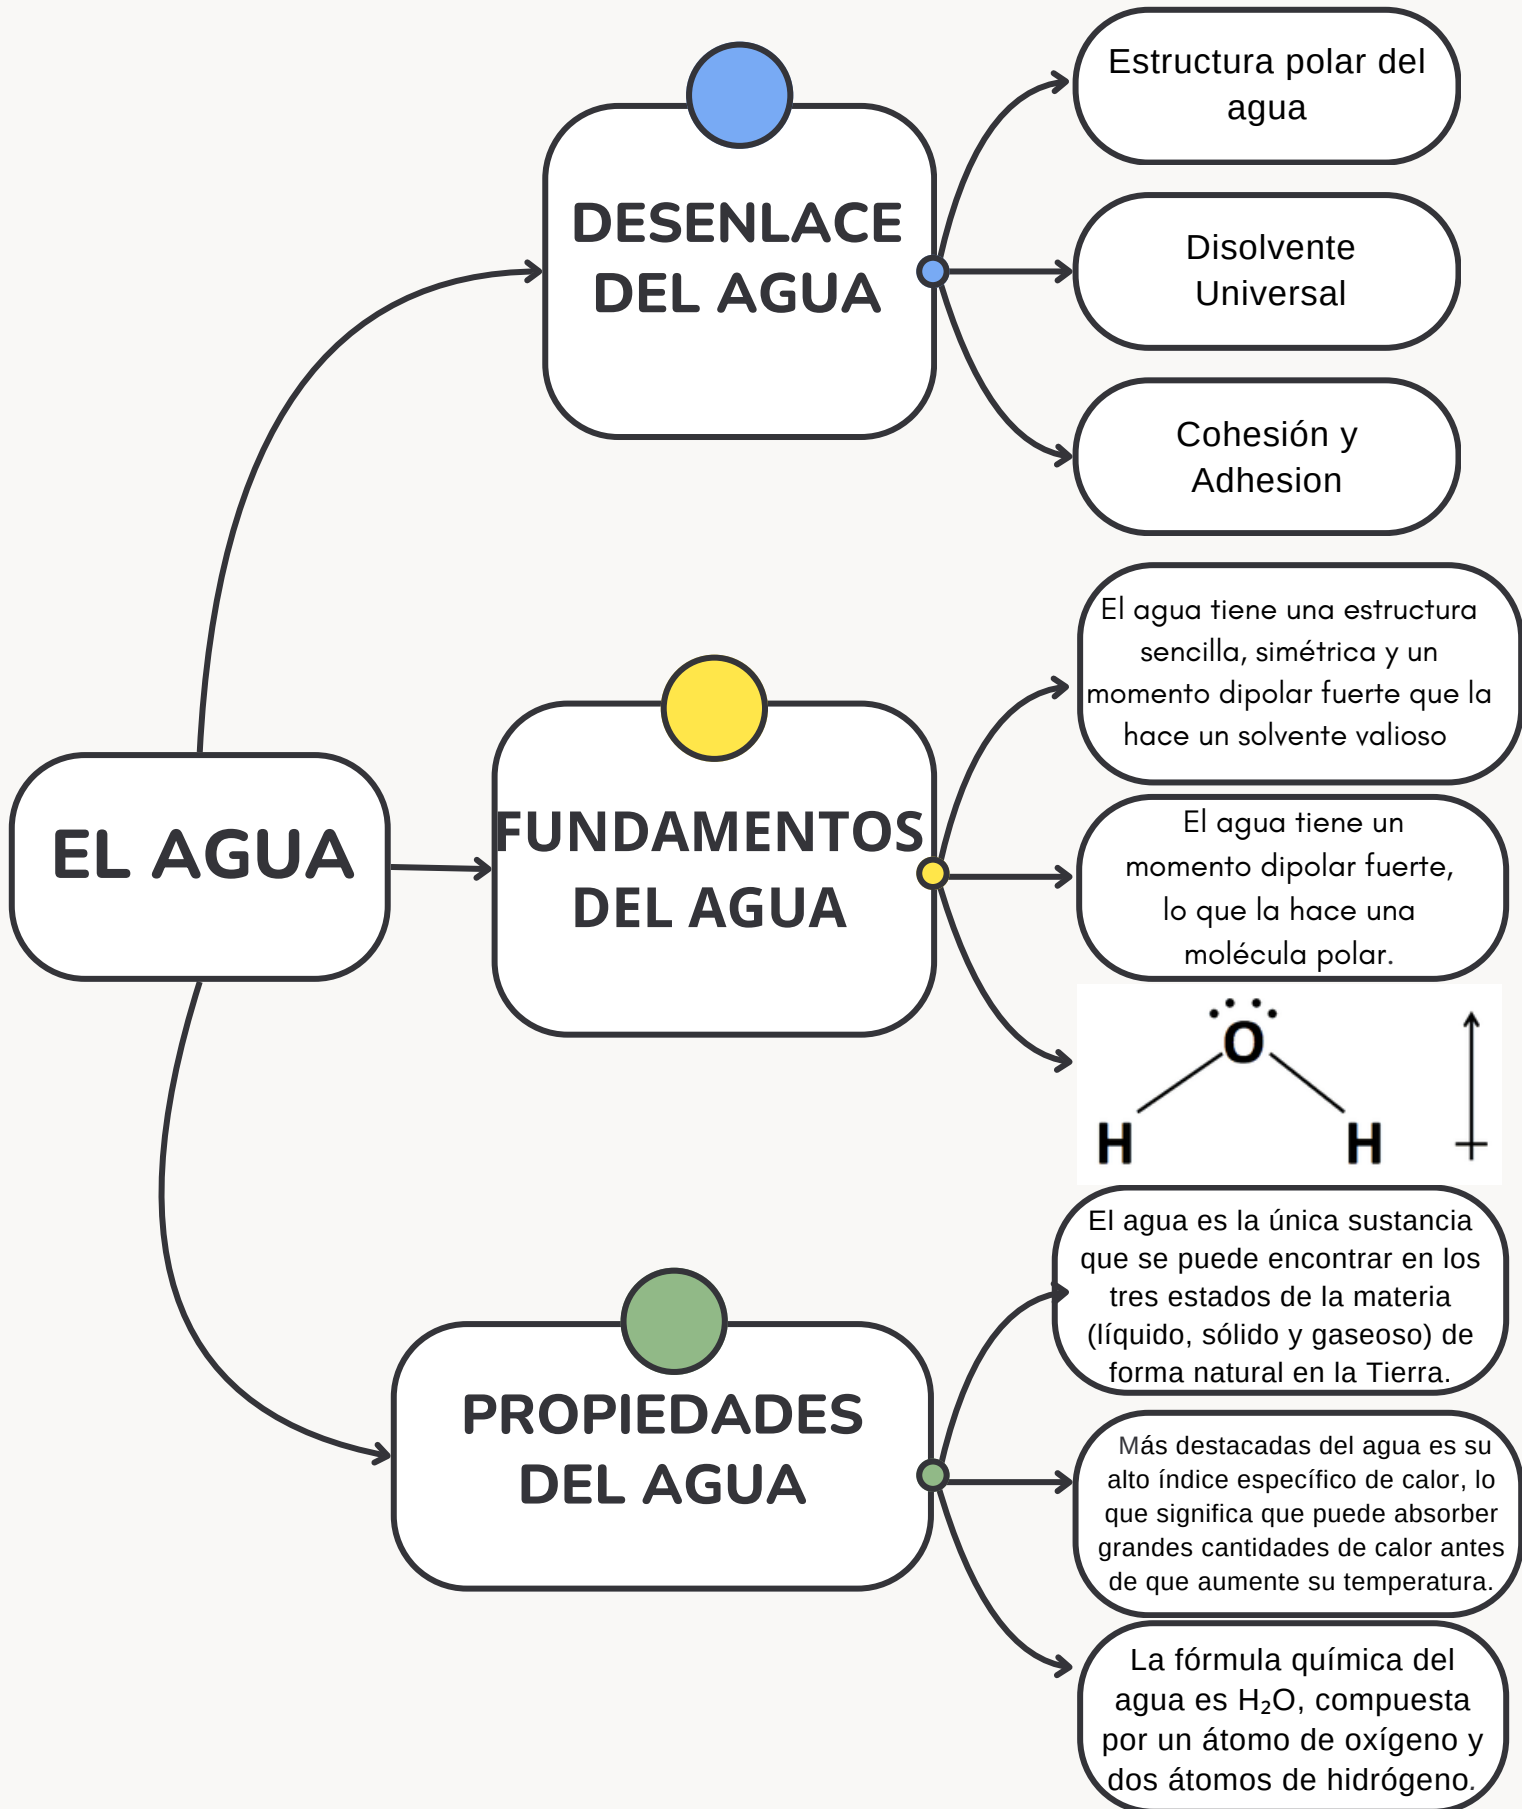 Estructura polar del
agua
DESENLACE
DEL AGUA
Disolvente
Universal
Cohesión y
Adhesion
El agua tiene una estructura
sencilla, simétrica y un
momento dipolar fuerte que la
hace un solvente valioso
EL AGUA
FUNDAMENTOS
DEL AGUA
El agua tiene un
momento dipolar fuerte,
lo que la hace una
molécula polar.
O
H H
El agua es la única sustancia
que se puede encontrar en los
tres estados de la materia
(líquido, sólido y gaseoso) de
forma natural en la Tierra.
PROPIEDADES
DEL AGUA
Más destacadas del agua es su
alto índice específico de calor, lo
que significa que puede absorber
grandes cantidades de calor antes
de que aumente su temperatura.
La fórmula química del
agua es H₂O, compuesta
por un átomo de oxígeno y
dos átomos de hidrógeno.